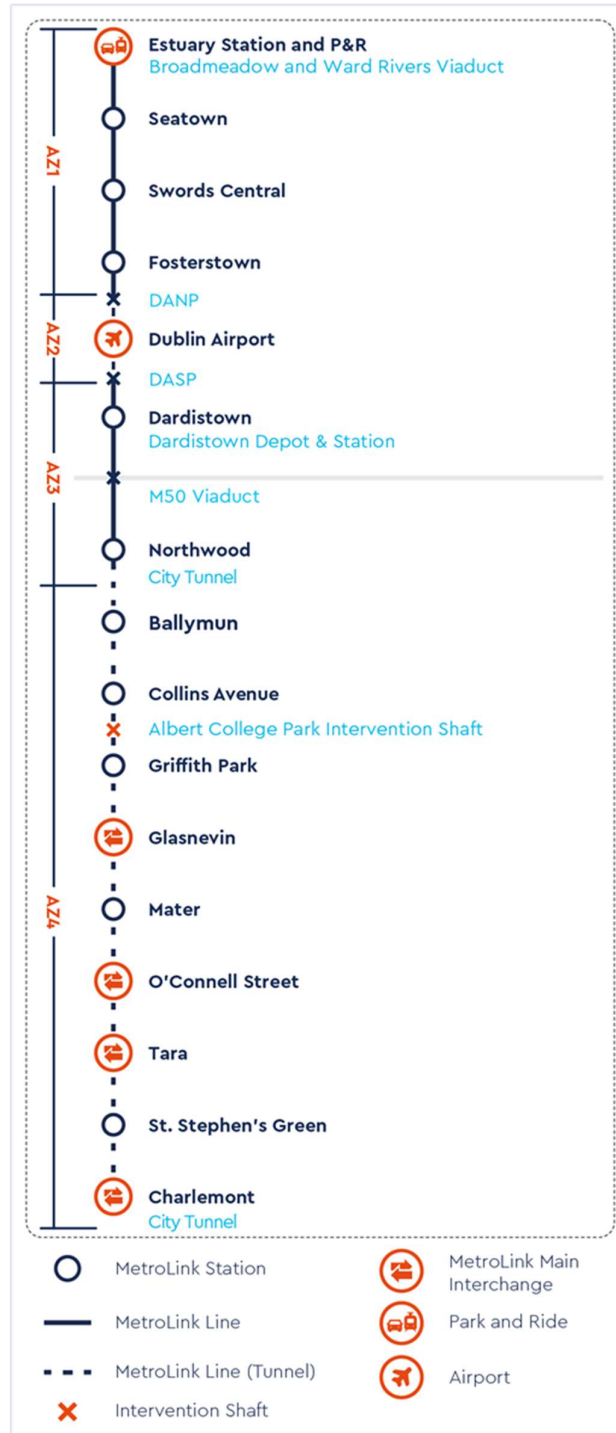 Estuary Station and P&R
Broadmeadow and Ward Rivers Viaduct
Seatown
AZ1
Swords Central
Fosterstown
DANP
AZ2
Dublin Airport
DASP
Dardistown
Dardistown Depot & Station
AZ3
M50 Viaduct
Northwood
City Tunnel
Ballymun
Collins Avenue
Albert College Park Intervention Shaft
Griffith Park
Glasnevin
AZ4
Mater
O'Connell Street
Tara
St. Stephen's Green
Charlemont
City Tunnel
MetroLink Station
MetroLink Line
MetroLink Line (Tunnel)
Intervention Shaft
MetroLink Main
Interchange
Park and Ride
Airport